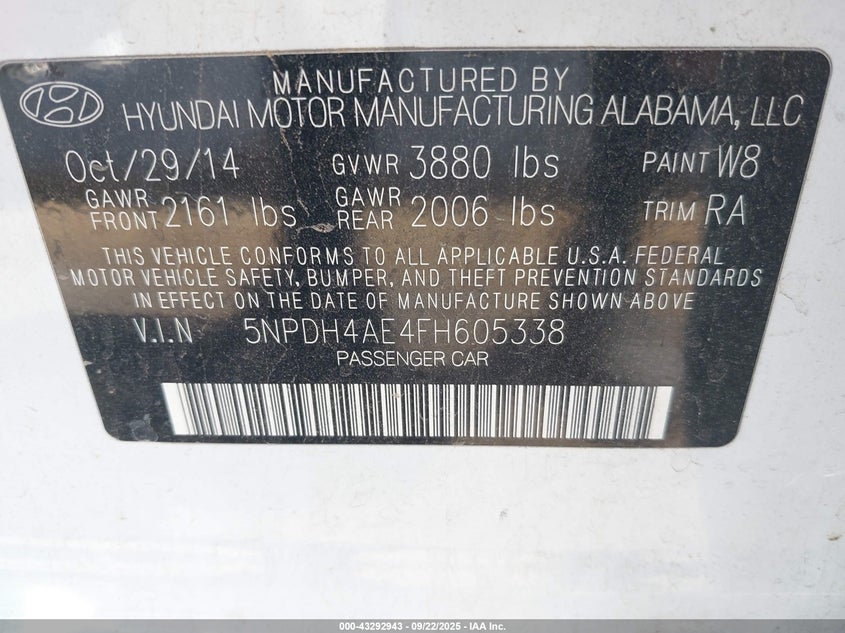 MANUFACTURED BY
HYUNDAI MOTOR MANUFACTURING ALABAMA, LLC
Oct/29/14 GVWR 3880 lbs PAINT W8
GAWR FRONT 2161 lbs GAWR REAR 2006 lbs TRIM RA
THIS VEHICLE CONFORMS TO ALL APPLICABLE U.S.A. FEDERAL
MOTOR VEHICLE SAFETY, BUMPER, AND THEFT PREVENTION STANDARDS
IN EFFECT ON THE DATE OF MANUFACTURE SHOWN ABOVE
V.I.N 5NPDH4AE4FH605338
PASSENGER CAR
000-43292943 - 09/22/2025 - IAA Inc.